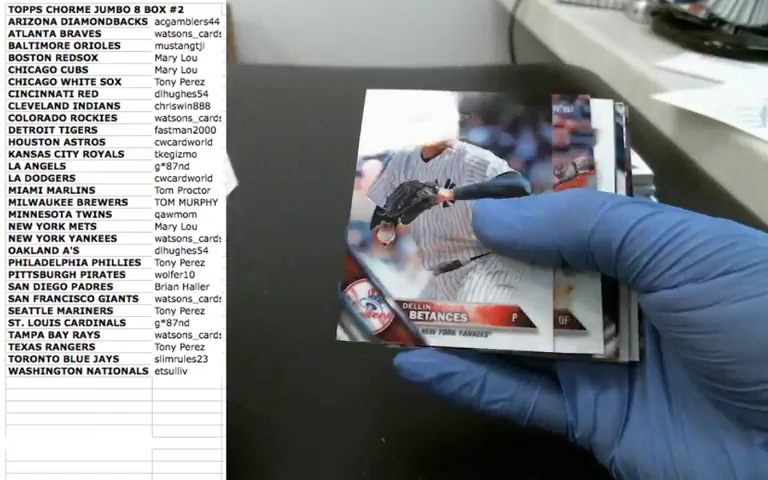 TOPPS CHORME JUMBO 8 BOX #2
ARIZONA DIAMONDBACKS acgamblers44
ATLANTA BRAVES watsons_cards
BALTIMORE ORIOLES mustangtji
BOSTON REDSOX Mary Lou
CHICAGO CUBS Mary Lou
CHICAGO WHITE SOX Tony Perez
CINCINNATI RED dlhughes54
CLEVELAND INDIANS chriswin888
COLORADO ROCKIES watsons_cards
DETROIT TIGERS fastman2000
HOUSTON ASTROS cwcardworld
KANSAS CITY ROYALS tkegizmo
LA ANGELS g*87nd
LA DODGERS cwcardworld
MIAMI MARLINS Tom Proctor
MILWAUKEE BREWERS TOM MURPHY
MINNESOTA TWINS qawmom
NEW YORK METS Mary Lou
NEW YORK YANKEES watsons_cards
OAKLAND A'S dlhughes54
PHILADELPHIA PHILLIES Tony Perez
PITTSBURGH PIRATES wolfer10
SAN DIEGO PADRES Brian Haller
SAN FRANCISCO GIANTS watsons_cards
SEATTLE MARINERS Tony Perez
ST. LOUIS CARDINALS g*87nd
TAMPA BAY RAYS watsons_cards
TEXAS RANGERS Tony Perez
TORONTO BLUE JAYS slimrules23
WASHINGTON NATIONALS etsulliv
DELLIN
BETANCES P
NEW YORK YANKEES
OF